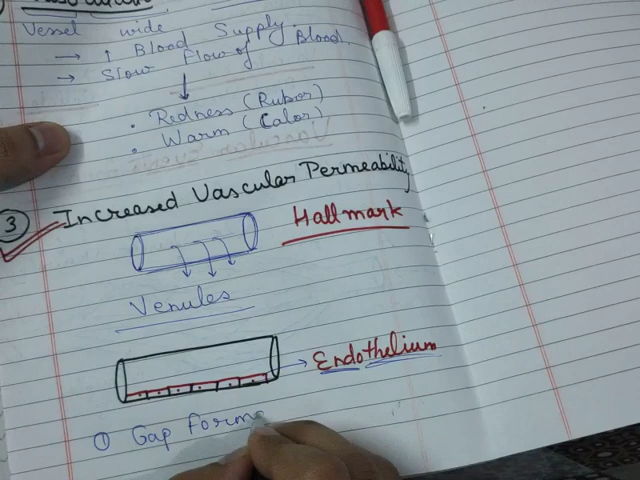 Vessel wide
→ ↑ Blood Supply.
→ Slow Flow of Blood
• Redness (Rubor)
• Warm (Calor)
③ Increased Vascular Permeability
Hallmark
Venules
Endothelium
① Gap Forma